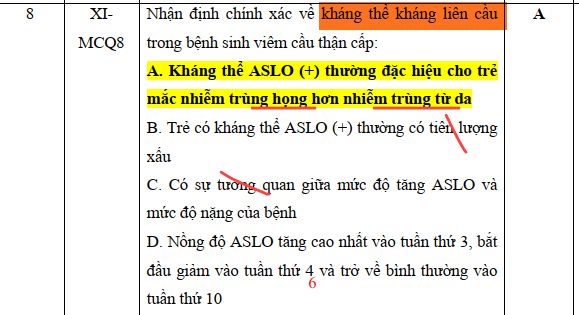 8 XI- Nhận định chính xác về kháng thể kháng liên cầu A
MCQ8 trong bệnh sinh viêm cầu thận cấp:
A. Kháng thể ASLO (+) thường đặc hiệu cho trẻ
mắc nhiễm trùng họng hơn nhiễm trùng từ da
B. Trẻ có kháng thể ASLO (+) thường có tiên lượng
xấu
C. Có sự tương quan giữa mức độ tăng ASLO và
mức độ nặng của bệnh
D. Nồng độ ASLO tăng cao nhất vào tuần thứ 3, bắt
đầu giảm vào tuần thứ 4 và trở về bình thường vào
6
tuần thứ 10